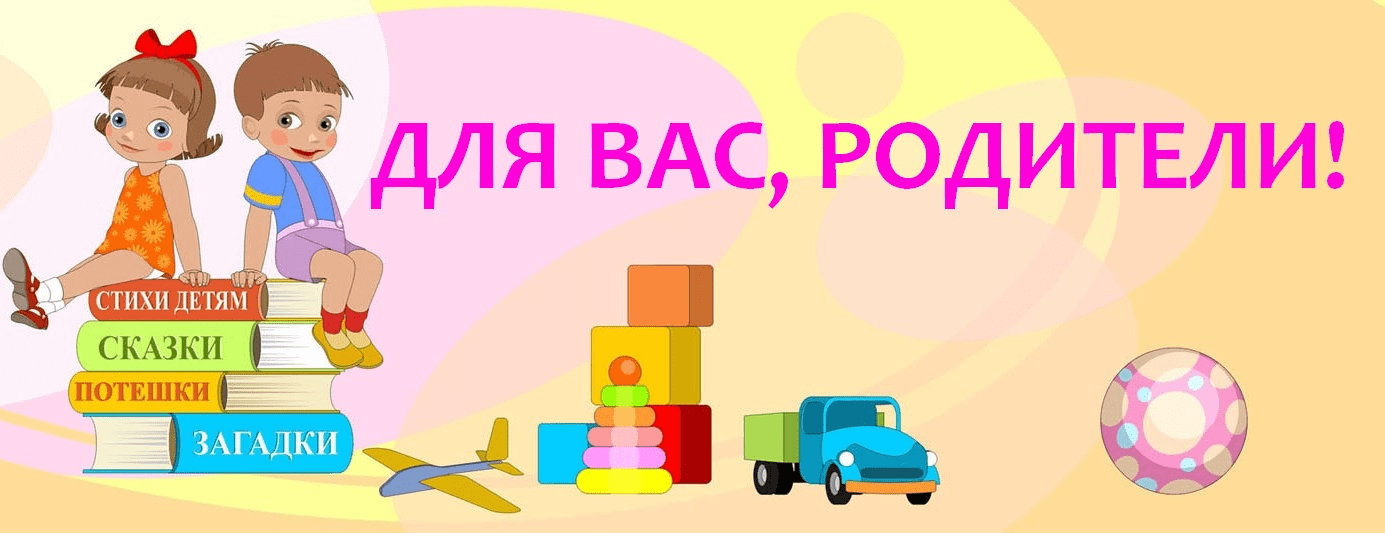 ДЛЯ ВАС, РОДИТЕЛИ!
СТИХИ ДЕТЯМ
СКАЗКИ
ПОТЕШКИ
ЗАГАДКИ